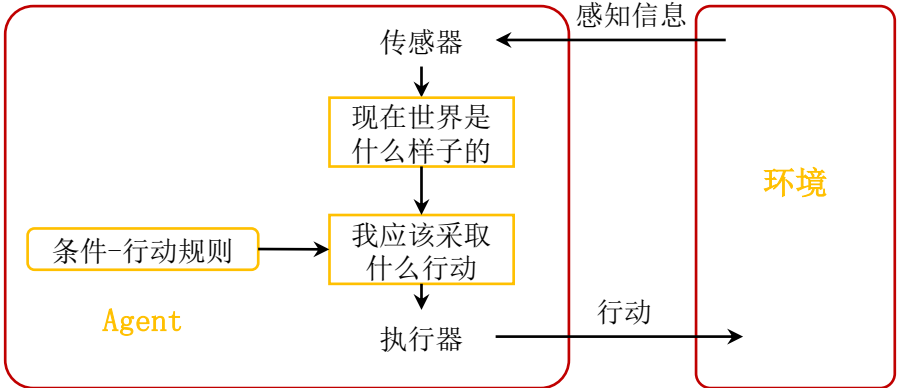 感知信息
传感器
现在世界是
什么样子的
环境
我应该采取
什么行动
条件-行动规则
Agent
行动
执行器